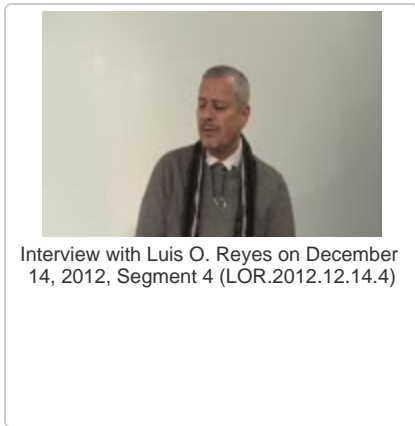 Interview with Luis O. Reyes on December
14, 2012, Segment 4 (LOR.2012.12.14.4)